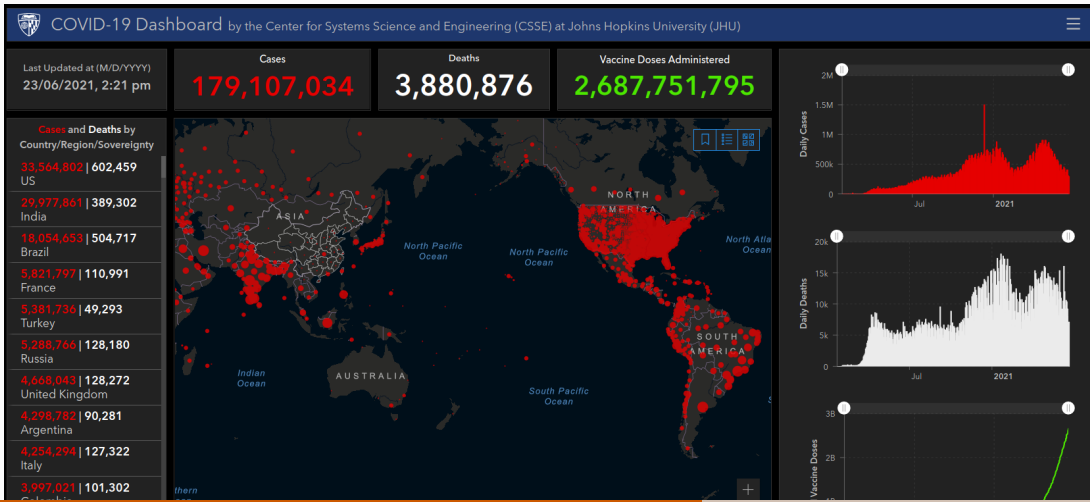 COVID-19 Dashboard by the Center for Systems Science and Engineering (CSSE) at Johns Hopkins University (JHU)
Last Updated at (M/D/YYYY)
23/06/2021, 2:21 pm
Cases
179,107,034
Deaths
3,880,876
Vaccine Doses Administered
2,687,751,795
Cases and Deaths by
Country/Region/Sovereignty
33,564,802 | 602,459
US
29,977,861 | 389,302
India
18,054,653 | 504,717
Brazil
5,821,797 | 110,991
France
5,381,736 | 49,293
Turkey
5,288,766 | 128,180
Russia
4,668,043 | 128,272
United Kingdom
4,298,782 | 90,281
Argentina
4,254,294 | 127,322
Italy
3,997,021 | 101,302
ASIA
NORTH
AMERICA
North Pacific
Ocean
North Pacific
Ocean
North Atla
Ocean
SOUTH
AMERICA
Indian
Ocean
AUSTRALIA
South Pacific
Ocean
thern
Daily Cases
2M
1.5M
1M
500k
0
Jul
2021
Daily Deaths
20k
15k
10k
5k
0
Jul
2021
Vaccine Doses
3B
2B